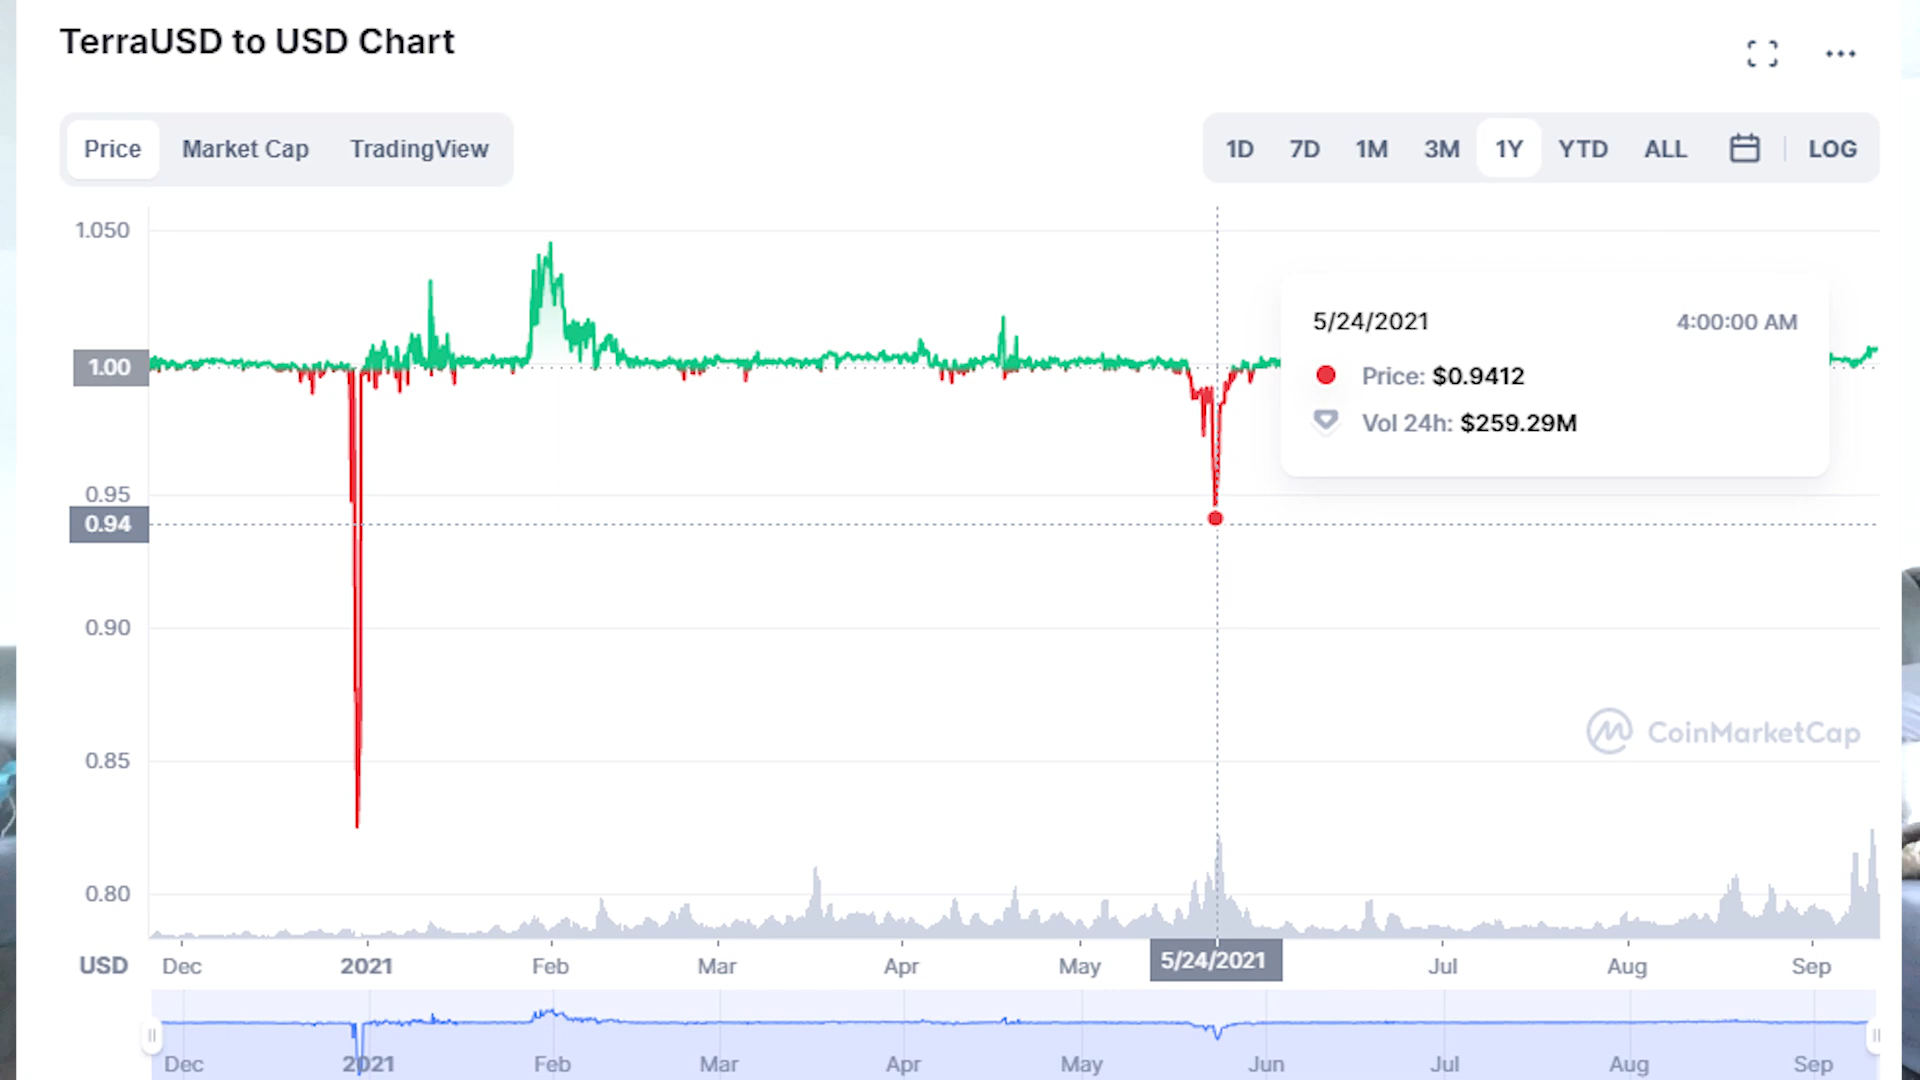 TerraUSD to USD Chart
Price Market Cap TradingView
1D 7D 1M 3M 1Y YTD ALL LOG
1.050
1.00
0.95
0.94
0.90
0.85
0.80
5/24/2021 4:00:00 AM
Price: $0.9412
Vol 24h: $259.29M
CoinMarketCap
USD Dec 2021 Feb Mar Apr May 5/24/2021 Jul Aug Sep
Dec 2021 Feb Mar Apr May Jun Jul Aug Sep